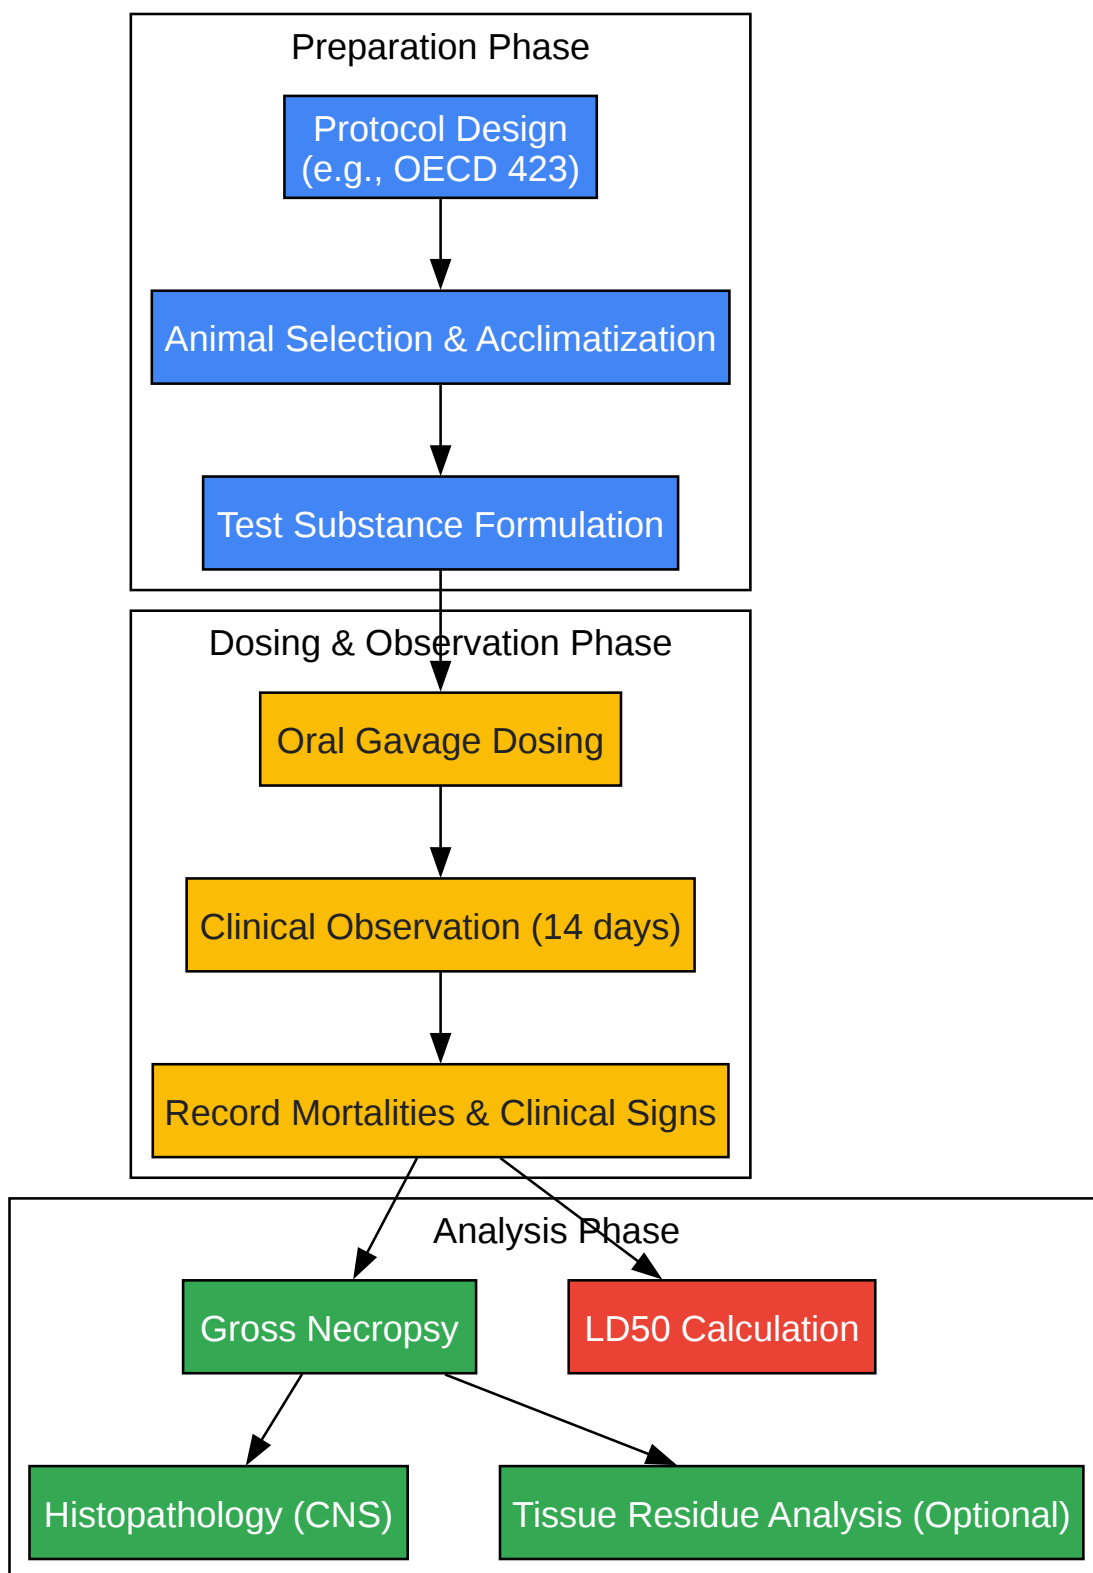 Preparation Phase
Protocol Design
(e.g., OECD 423)
Animal Selection & Acclimatization
Test Substance Formulation
Dosing & Observation Phase
Oral Gavage Dosing
Clinical Observation (14 days)
Record Mortalities & Clinical Signs
Analysis Phase
Gross Necropsy
LD50 Calculation
Histopathology (CNS)
Tissue Residue Analysis (Optional)